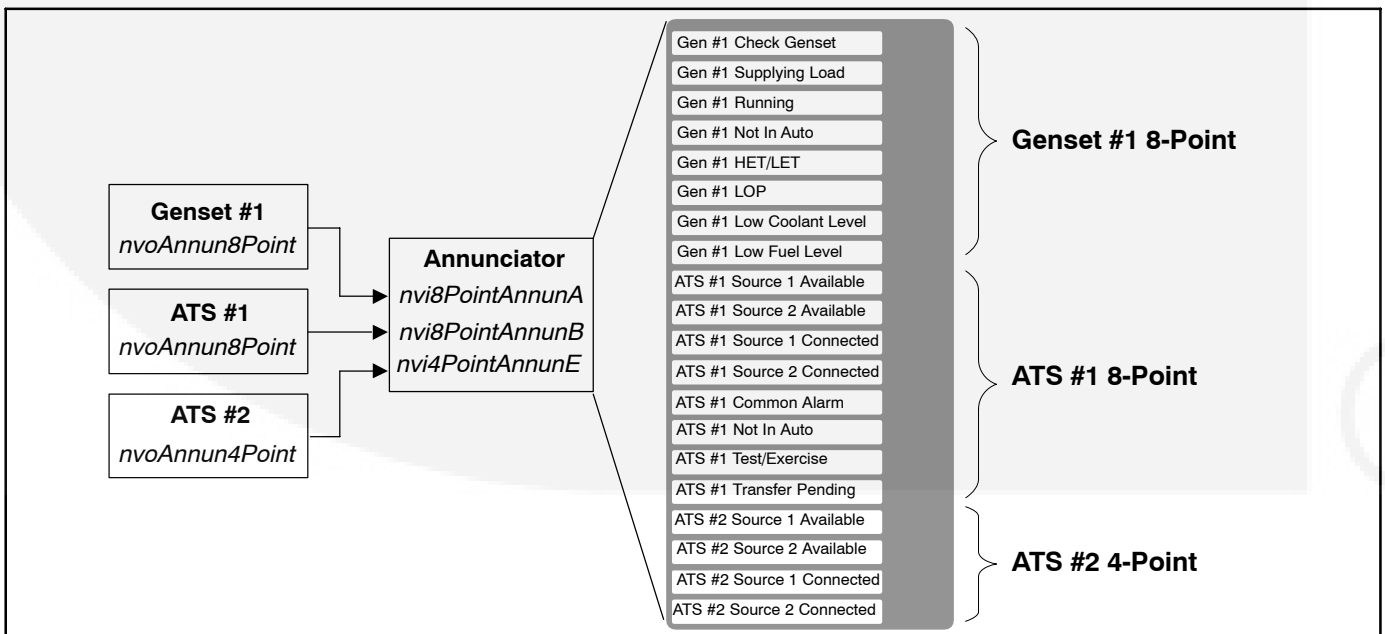 Genset #1
nvoAnnun8Point
ATS #1
nvoAnnun8Point
ATS #2
nvoAnnun4Point
Annunciator
nvi8PointAnnunA
nvi8PointAnnunB
nvi4PointAnnunE
Gen #1 Check Genset
Gen #1 Supplying Load
Gen #1 Running
Gen #1 Not In Auto
Gen #1 HET/LET
Gen #1 LOP
Gen #1 Low Coolant Level
Gen #1 Low Fuel Level
ATS #1 Source 1 Available
ATS #1 Source 2 Available
ATS #1 Source 1 Connected
ATS #1 Source 2 Connected
ATS #1 Common Alarm
ATS #1 Not In Auto
ATS #1 Test/Exercise
ATS #1 Transfer Pending
ATS #2 Source 1 Available
ATS #2 Source 2 Available
ATS #2 Source 1 Connected
ATS #2 Source 2 Connected
Genset #1 8-Point
ATS #1 8-Point
ATS #2 4-Point